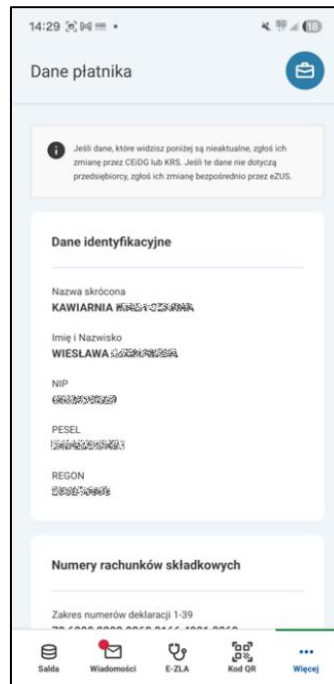 14:29
18
Dane płatnika
Jeśli dane, które widzisz poniżej są nieaktualne, zgłoś ich
zmianę przez CEiDG lub KRS. Jeśli te dane nie dotyczą
przedsiębiorcy, zgłoś ich zmianę bezpośrednio przez eZUS.
Dane identyfikacyjne
Nazwa skrócona
KAWIARNIA
Imię i Nazwisko
WIESŁAWA
NIP
PESEL
REGON
Numery rachunków składkowych
Zakres numerów deklaracji 1-39
Salda Wiadomości E-ZLA Kod QR Więcej